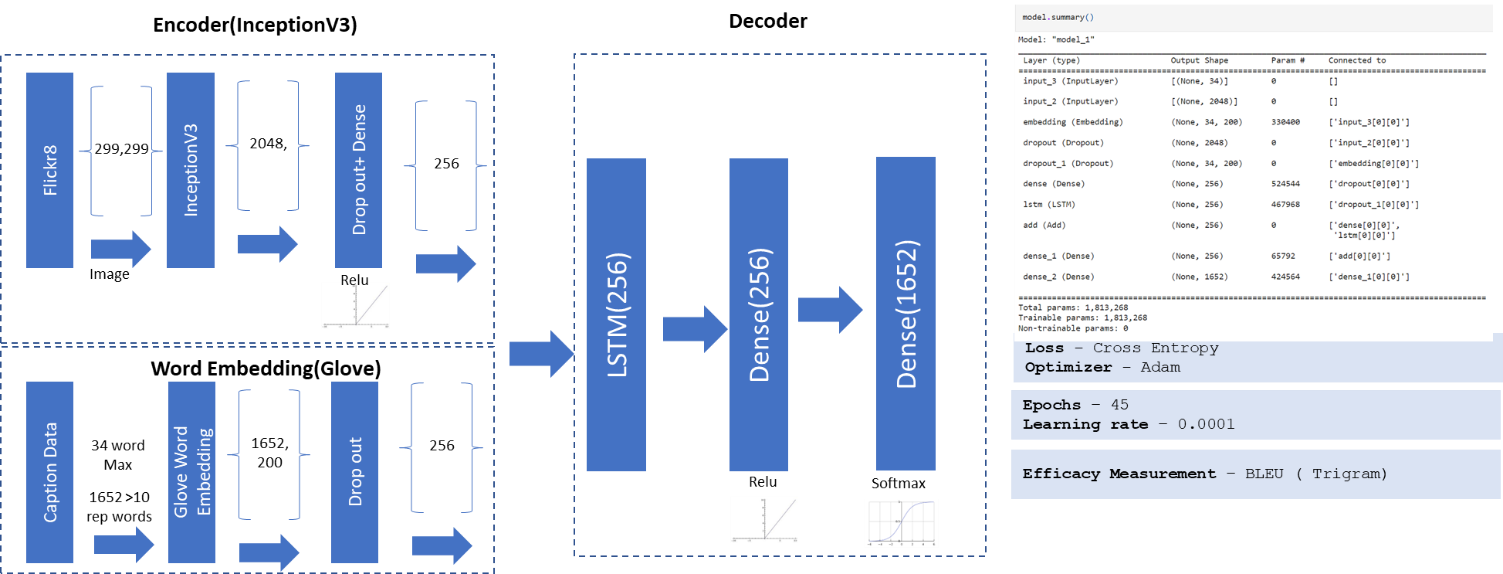 Encoder(InceptionV3)
Flickr8
299,299
Image
InceptionV3
2048,
Drop out+ Dense
Relu
256
Word Embedding(Glove)
Caption Data
34 word
Max
1652 >10
rep words
Glove Word
Embedding
1652,
200
Drop out
256
Decoder
LSTM(256)
Dense(256)
Relu
Dense(1652)
Softmax
model.summary()
Model: "model_1"
Layer (type) Output Shape Param # Connected to
input_3 (InputLayer) [(None, 34)] 0 []
input_2 (InputLayer) [(None, 2048)] 0 []
embedding (Embedding) (None, 34, 200) 330400 ['input_3[0][0]']
dropout (Dropout) (None, 2048) 0 ['input_2[0][0]']
dropout_1 (Dropout) (None, 34, 200) 0 ['embedding[0][0]']
dense (Dense) (None, 256) 524544 ['dropout[0][0]']
lstm (LSTM) (None, 256) 467968 ['dropout_1[0][0]']
add (Add) (None, 256) 0 ['dense[0][0]',
'lstm[0][0]']
dense_1 (Dense) (None, 256) 65792 ['add[0][0]']
dense_2 (Dense) (None, 1652) 424564 ['dense_1[0][0]']
Total params: 1,813,268
Trainable params: 1,813,268
Non-trainable params: 0
Loss – Cross Entropy
Optimizer – Adam
Epochs – 45
Learning rate – 0.0001
Efficacy Measurement – BLEU ( Trigram)